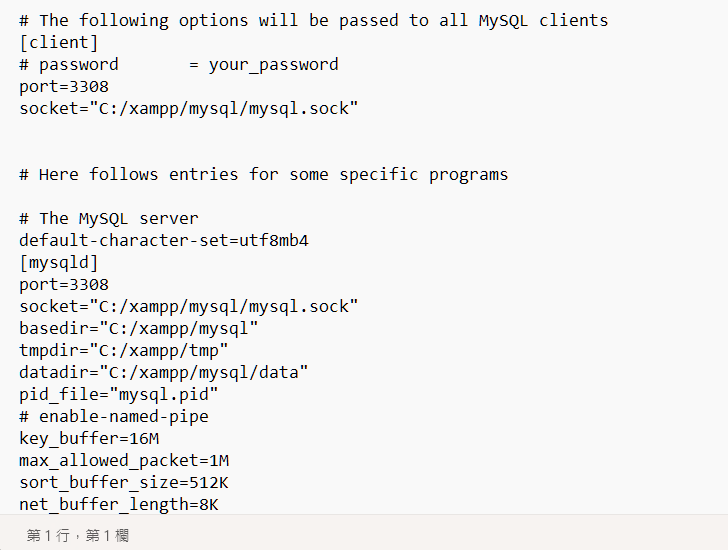 # The following options will be passed to all MySQL clients
[client]
# password       = your_password
port=3308
socket="C:/xampp/mysql/mysql.sock"
# Here follows entries for some specific programs
# The MySQL server
default-character-set=utf8mb4
[mysqld]
port=3308
socket="C:/xampp/mysql/mysql.sock"
basedir="C:/xampp/mysql"
tmpdir="C:/xampp/tmp"
datadir="C:/xampp/mysql/data"
pid_file="mysql.pid"
# enable-named-pipe
key_buffer=16M
max_allowed_packet=1M
sort_buffer_size=512K
net_buffer_length=8K
第 1 行，第 1 欄